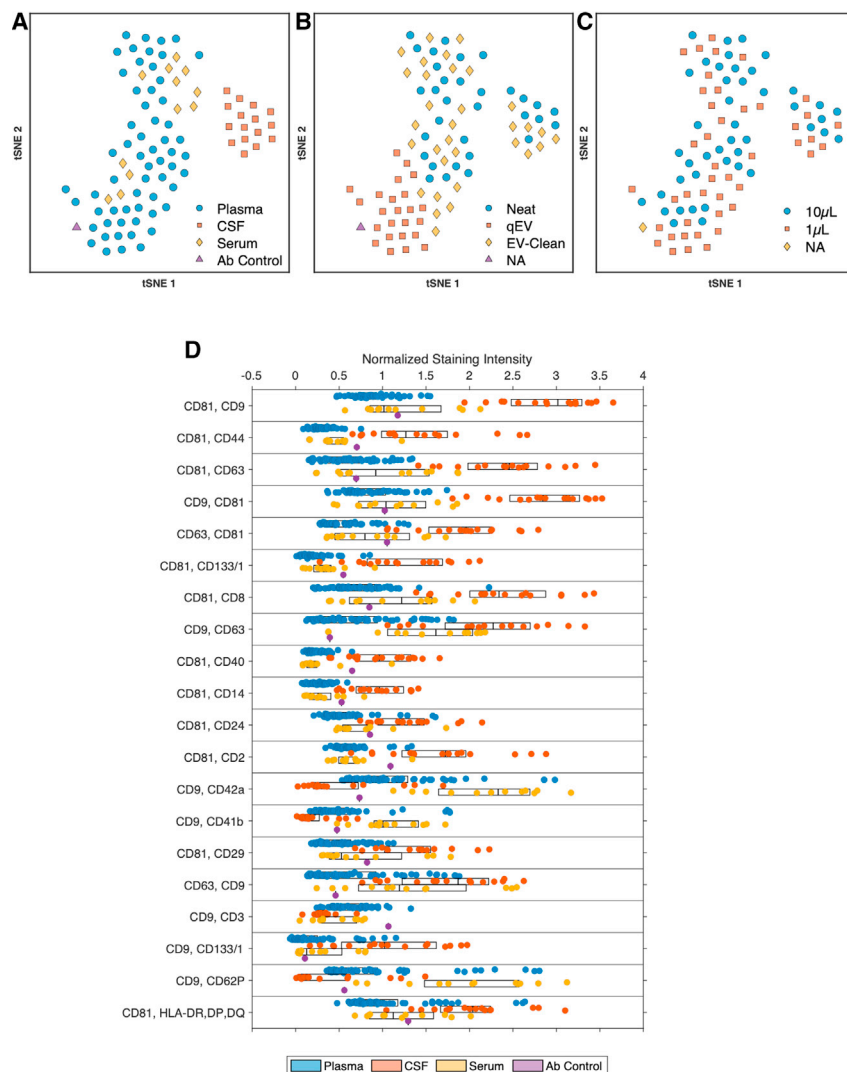 A
B
C
tSNE 2
tSNE 2
tSNE 2
Plasma
CSF
Serum
Ab Control
Neat
qEV
EV-Clean
NA
10µL
1µL
NA
tSNE 1
tSNE 1
tSNE 1
D
Normalized Staining Intensity
-0.5 0 0.5 1 1.5 2 2.5 3 3.5 4
CD81, CD9
CD81, CD44
CD81, CD63
CD9, CD81
CD63, CD81
CD81, CD133/1
CD81, CD8
CD9, CD63
CD81, CD40
CD81, CD14
CD81, CD24
CD81, CD2
CD9, CD42a
CD9, CD41b
CD81, CD29
CD63, CD9
CD9, CD3
CD9, CD133/1
CD9, CD62P
CD81, HLA-DR,DP,DQ
Plasma CSF Serum Ab Control